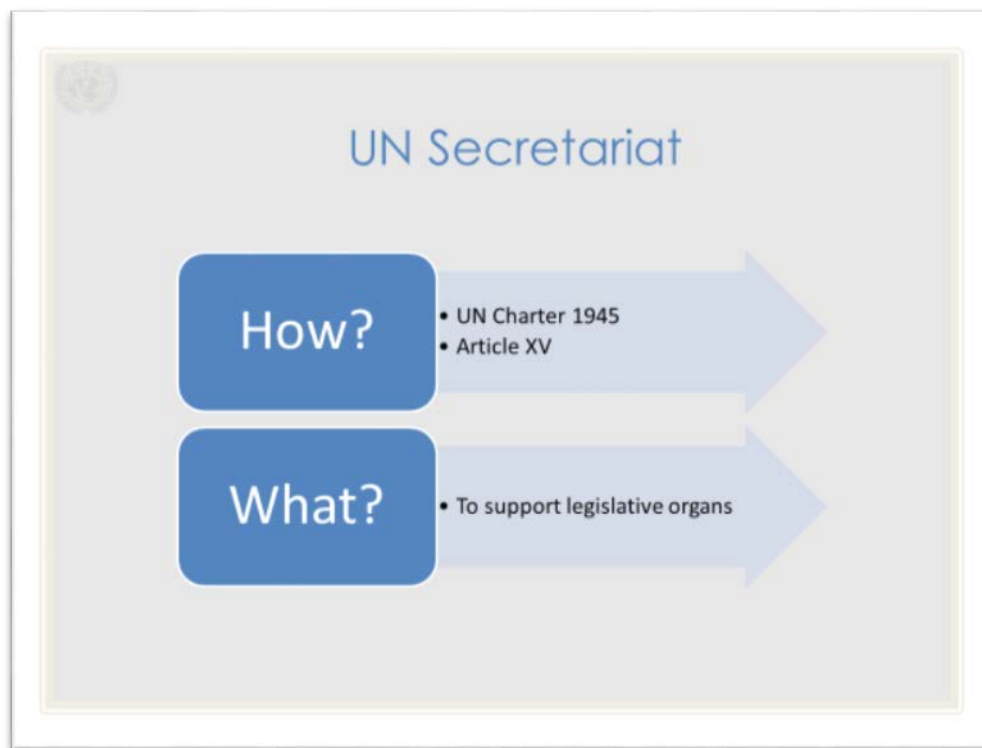 UN Secretariat
How?
• UN Charter 1945
• Article XV
What?
• To support legislative organs